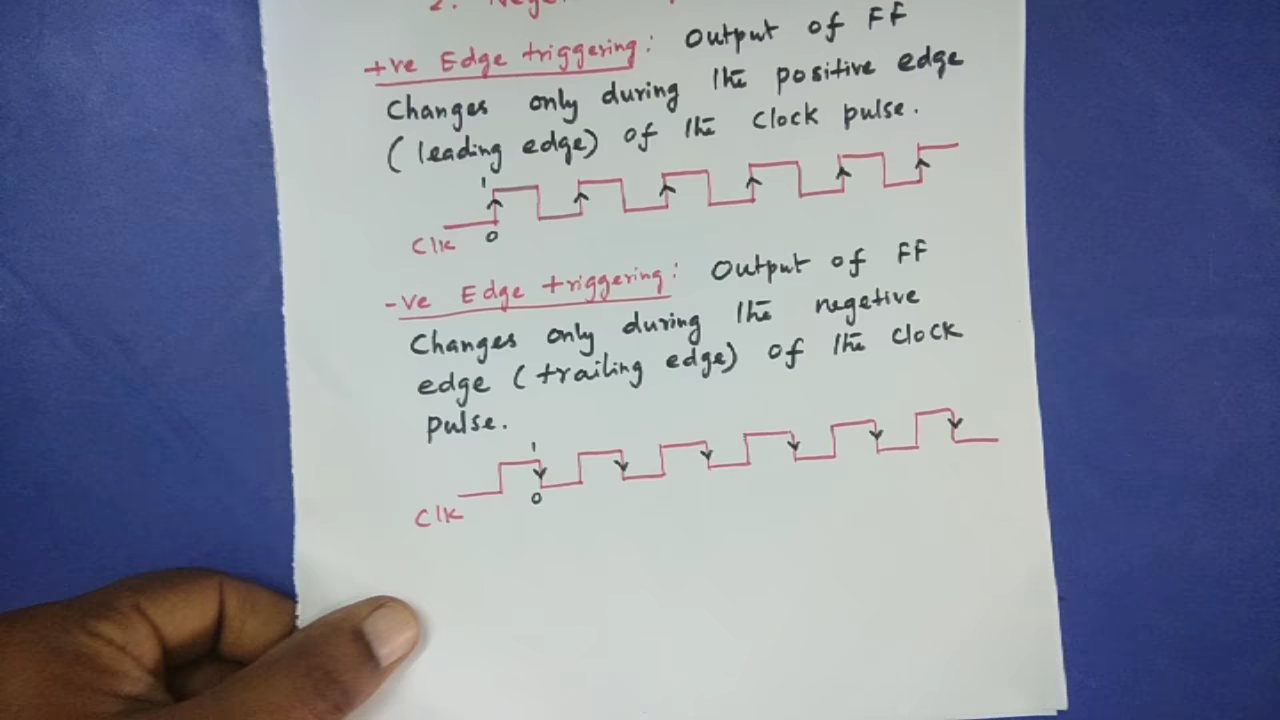 2.
+ve Edge triggering: Output of FF
Changes only during the positive edge
(leading edge) of the clock pulse.
1
Clk 0
-ve Edge triggering: Output of FF
Changes only during the negetive
edge (trailing edge) of the clock
pulse.
1
Clk 0